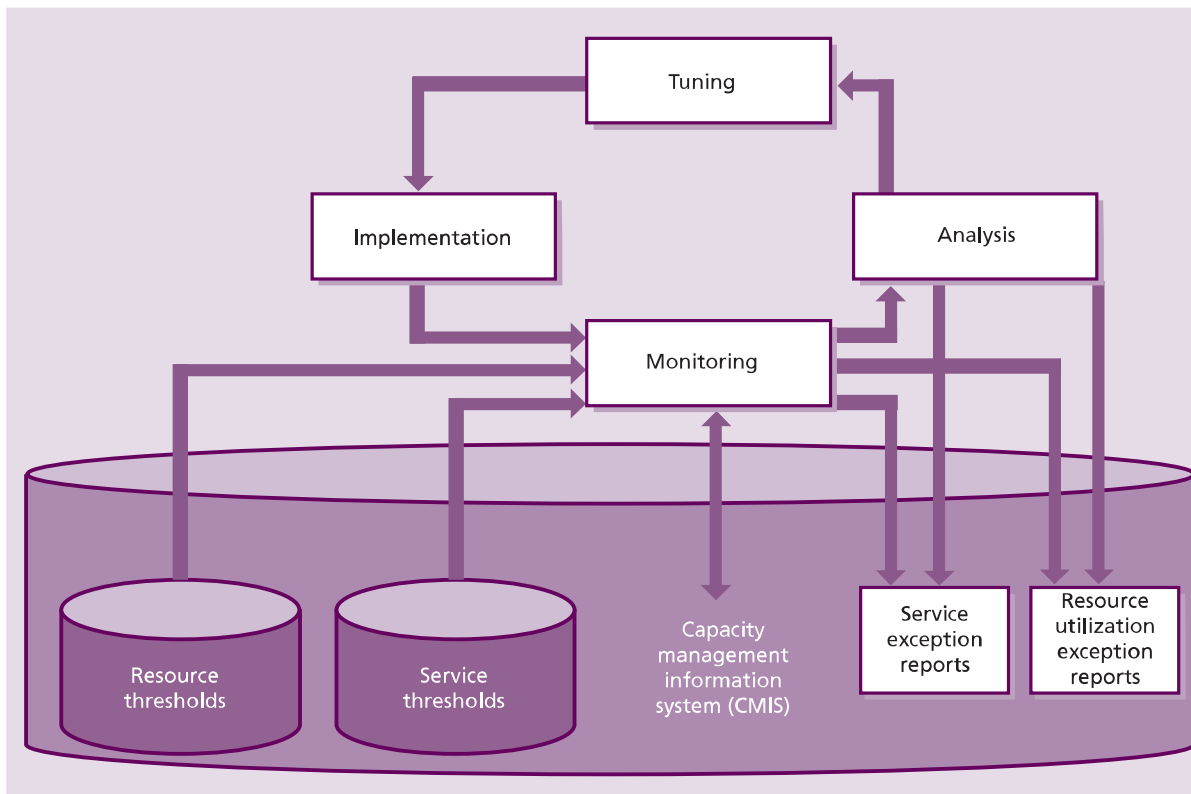 Tuning
Implementation
Analysis
Monitoring
Resource
thresholds
Service
thresholds
Capacity
management
information
system (CMIS)
Service
exception
reports
Resource
utilization
exception
reports